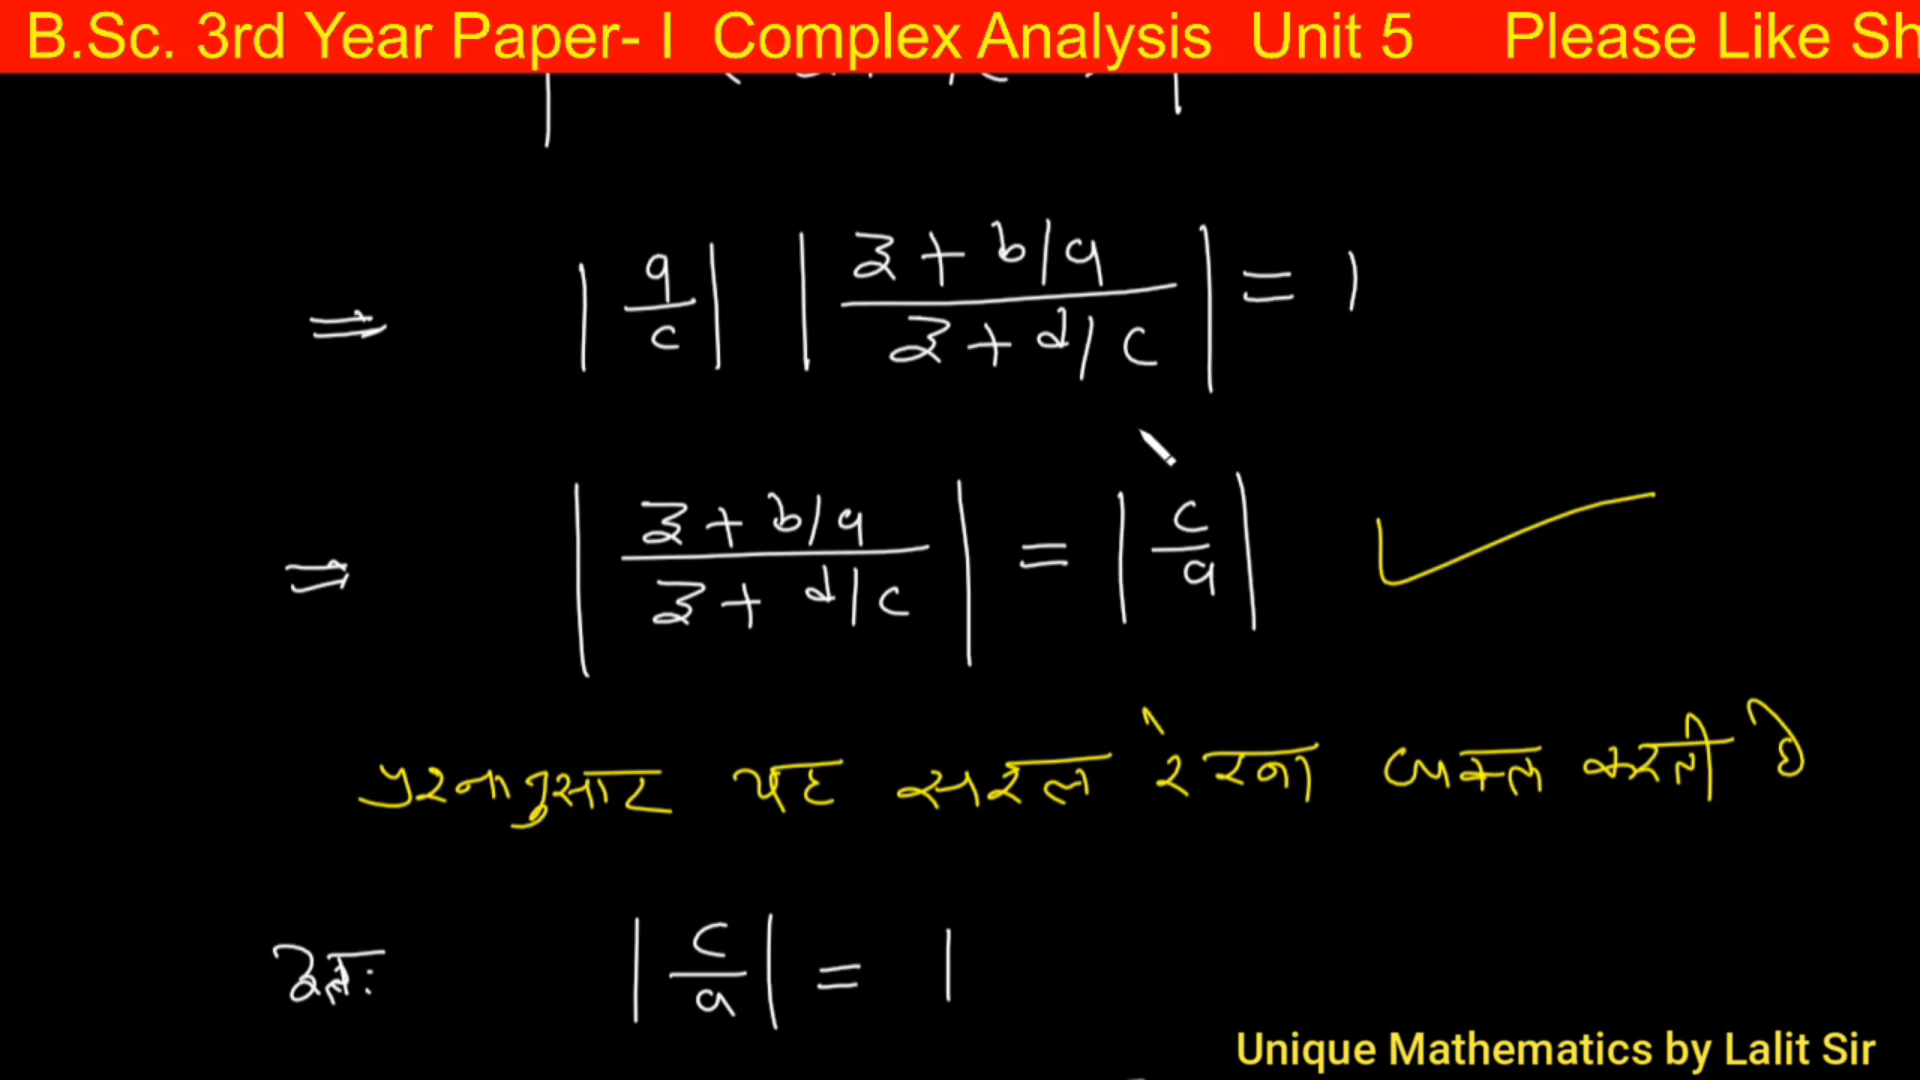 B.Sc. 3rd Year Paper- I Complex Analysis Unit 5 Please Like Sh
⇒ |a/c| |(z + b/a)/(z + d/c)| = 1
⇒ |(z + b/a)/(z + d/c)| = |c/a|
प्रश्नानुसार यह सरल रेखा व्यक्त करती है
अतः |c/a| = 1
Unique Mathematics by Lalit Sir